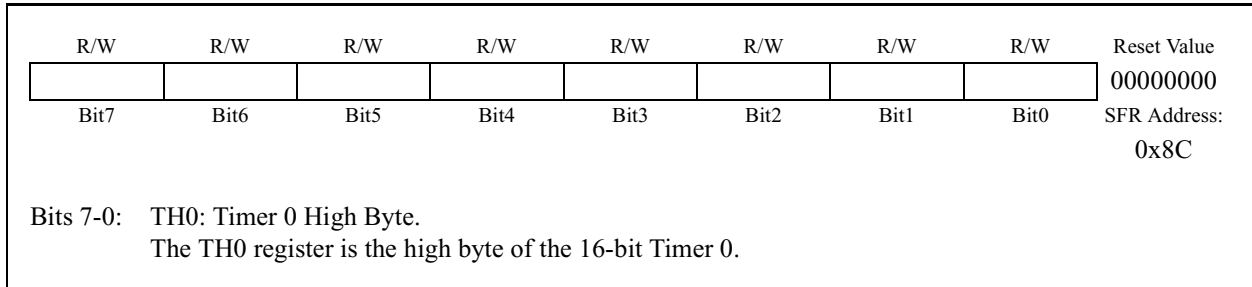 R/W R/W R/W R/W R/W R/W R/W R/W Reset Value
00000000
Bit7 Bit6 Bit5 Bit4 Bit3 Bit2 Bit1 Bit0 SFR Address:
0x8C
Bits 7-0: TH0: Timer 0 High Byte.
The TH0 register is the high byte of the 16-bit Timer 0.